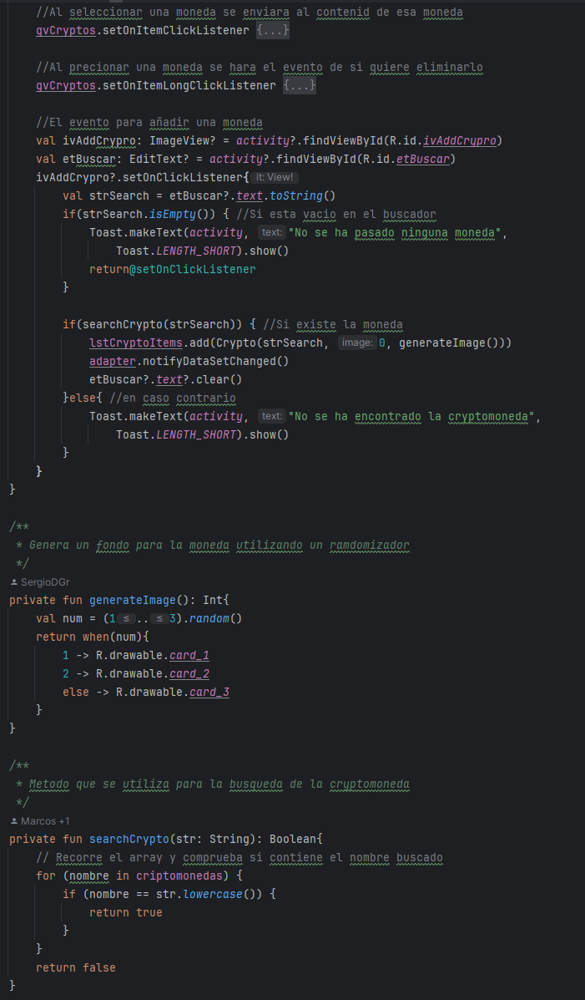 //Al seleccionar una moneda se enviara al contenid de esa moneda
gvCryptos.setOnItemClickListener {...}
//Al precionar una moneda se hara el evento de si quiere eliminarlo
gvCryptos.setOnItemLongClickListener {...}
//El evento para añadir una moneda
val ivAddCrypro: ImageView? = activity?.findViewById(R.id.ivAddCrypro)
val etBuscar: EditText? = activity?.findViewById(R.id.etBuscar)
ivAddCrypro?.setOnClickListener{ it: View!
val strSearch = etBuscar?.text.toString()
if(strSearch.isEmpty()) { //Si esta vacio en el buscador
Toast.makeText(activity, text: "No se ha pasado ninguna moneda",
Toast.LENGTH_SHORT).show()
return@setOnClickListener
}
if(searchCrypto(strSearch)) { //Si existe la moneda
lstCryptoItems.add(Crypto(strSearch, image: 0, generateImage()))
adapter.notifyDataSetChanged()
etBuscar?.text?.clear()
}else{ //en caso contrario
Toast.makeText(activity, text: "No se ha encontrado la cryptomoneda",
Toast.LENGTH_SHORT).show()
}
}
}
/**
* Genera un fondo para la moneda utilizando un ramdomizador
*/
SergioDGr
private fun generateImage(): Int{
val num = (1 ≤ .. ≤ 3).random()
return when(num){
1 -> R.drawable.card_1
2 -> R.drawable.card_2
else -> R.drawable.card_3
}
}
/**
* Metodo que se utiliza para la busqueda de la cryptomoneda
*/
Marcos +1
private fun searchCrypto(str: String): Boolean{
// Recorre el array y comprueba si contiene el nombre buscado
for (nombre in criptomonedas) {
if (nombre == str.lowercase()) {
return true
}
}
return false
}